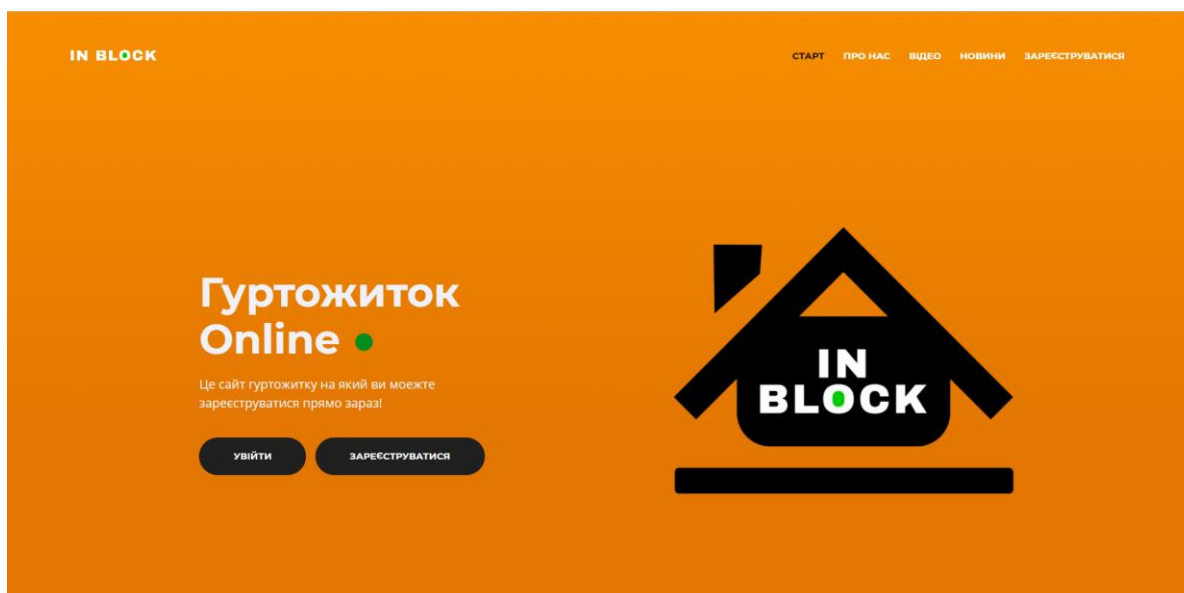 IN BLOCK
СТАРТ ПРО НАС ВІДЕО НОВИНИ ЗАРЕЄСТРУВАТИСЯ
Гуртожиток
Online
Це сайт гуртожитку на який ви моежте
зареєструватися прямо зараз!
УВІЙТИ ЗАРЕЄСТРУВАТИСЯ
IN
BLOCK